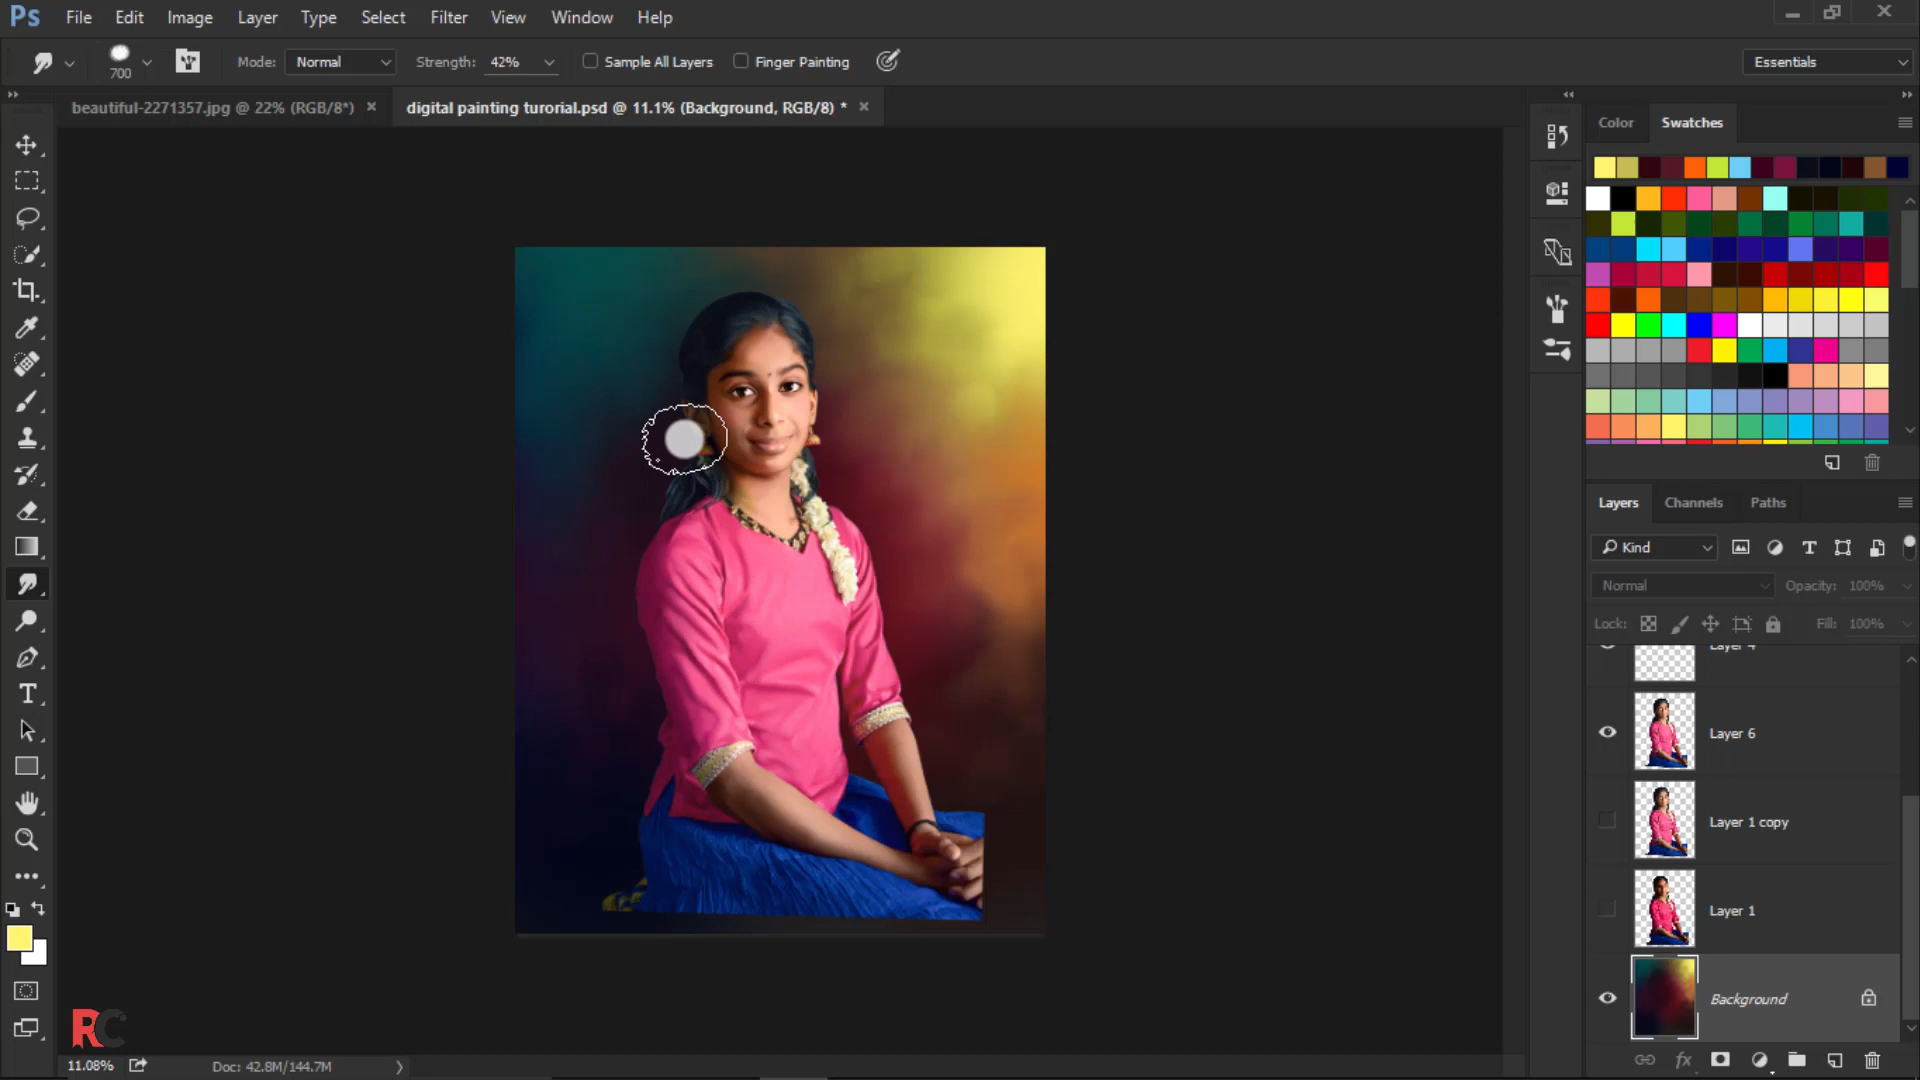 Ps File Edit Image Layer Type Select Filter View Window Help
700 Mode: Normal Strength: 42% Sample All Layers Finger Painting Essentials
beautiful-2271357.jpg @ 22% (RGB/8*) × digital painting turorial.psd @ 11.1% (Background, RGB/8) * ×
Color Swatches
Layers Channels Paths
Kind
Normal Opacity: 100%
Lock: Fill: 100%
Layer 4
Layer 6
Layer 1 copy
Layer 1
Background
RC
11.08% Doc: 42.8M/144.7M